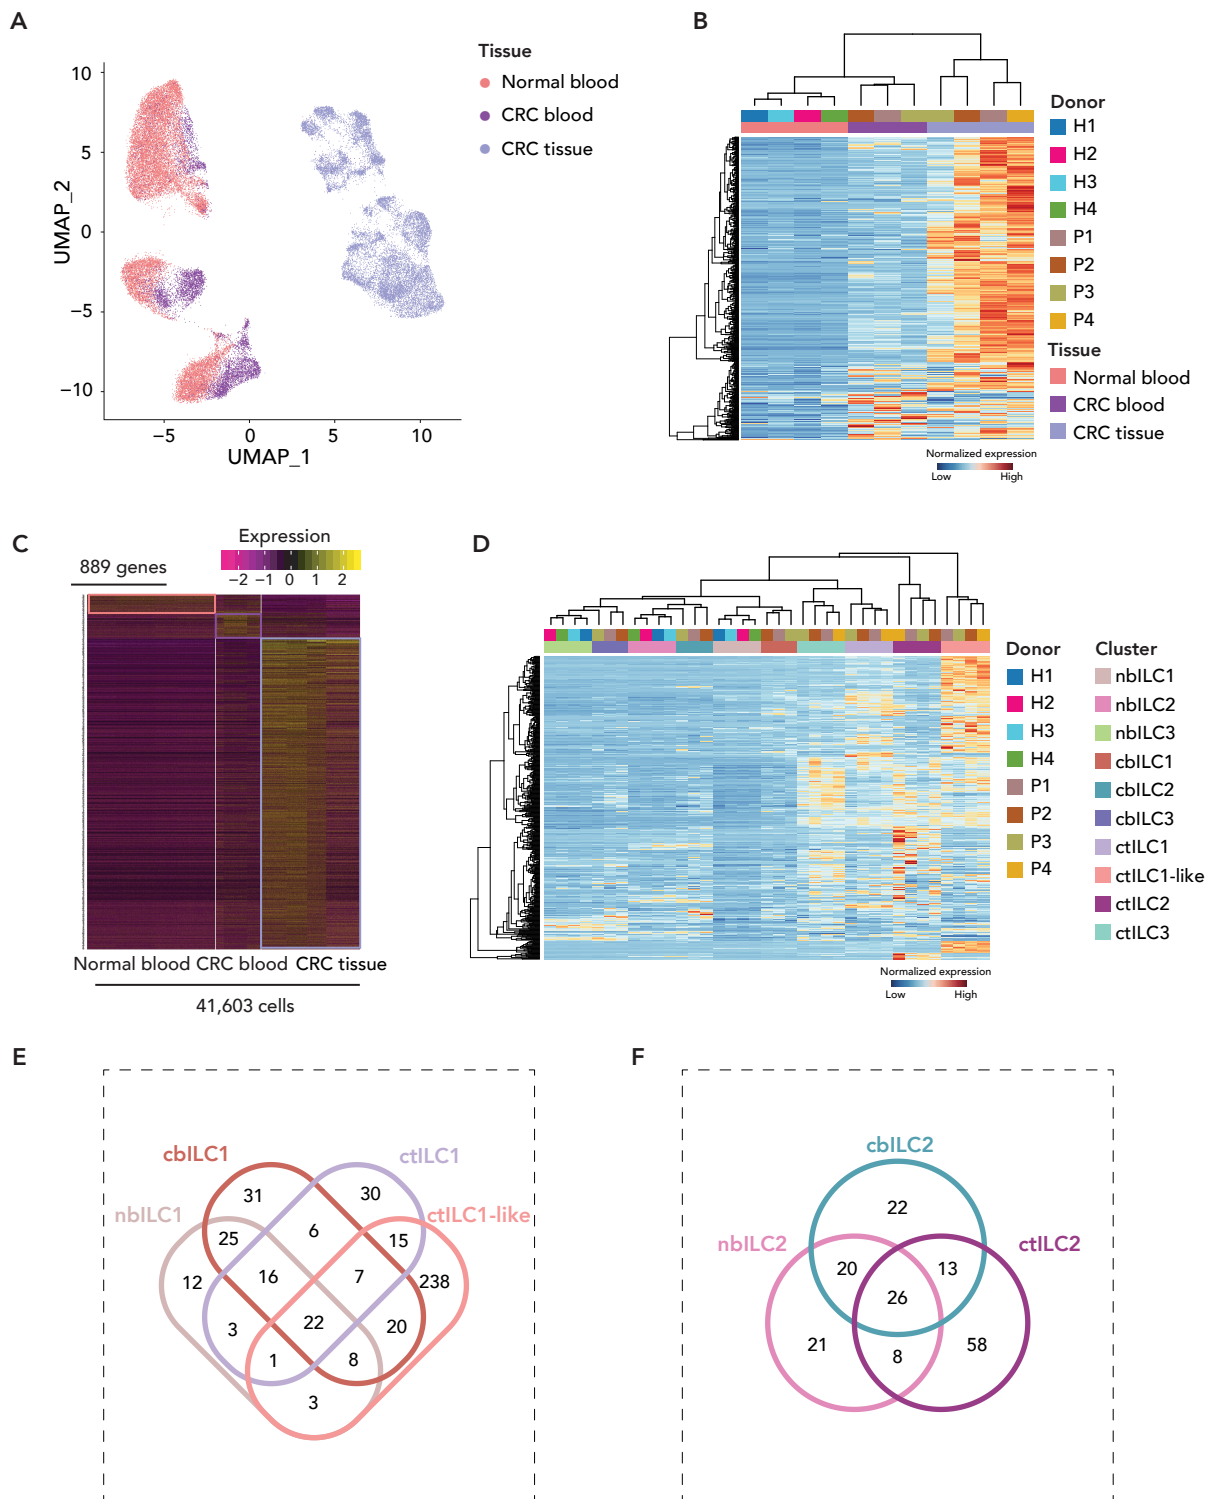 A
Tissue
Normal blood
CRC blood
CRC tissue
10
5
0
−5
−10
UMAP_2
−5
0
5
10
UMAP_1
B
Donor
H1
H2
H3
H4
P1
P2
P3
P4
Tissue
Normal blood
CRC blood
CRC tissue
Normalized expression
Low
High
C
Expression
889 genes
−2 −1 0 1 2
Normal blood CRC blood CRC tissue
41,603 cells
D
Donor
H1
H2
H3
H4
P1
P2
P3
P4
Cluster
nbILC1
nbILC2
nbILC3
cbILC1
cbILC2
cbILC3
ctILC1
ctILC1-like
ctILC2
ctILC3
Normalized expression
Low
High
E
cbILC1
ctILC1
nbILC1
ctILC1-like
31
30
25
6
15
12
16
7
238
3
22
20
1
8
3
F
cbILC2
nbILC2
ctILC2
22
20
13
26
21
8
58